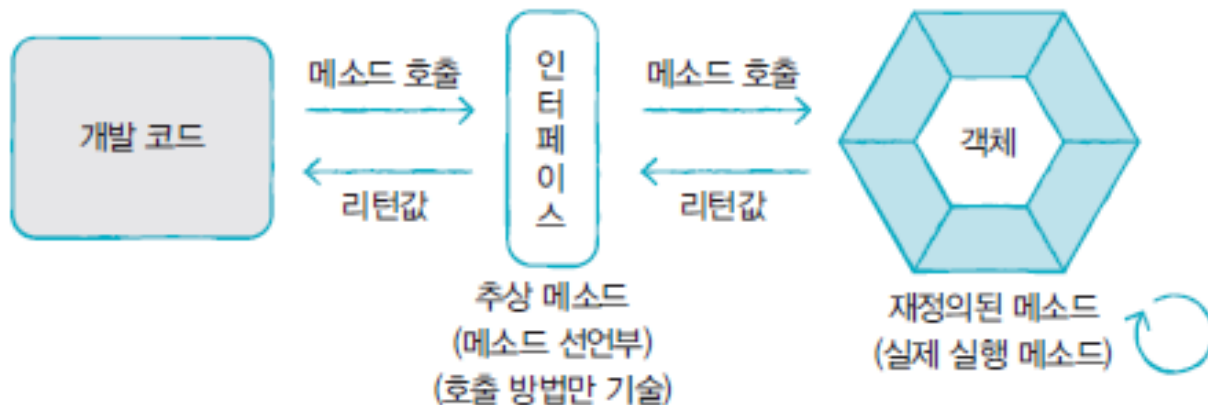 개발 코드
메소드 호출
리턴값
인터페이스
추상 메소드
(메소드 선언부)
(호출 방법만 기술)
메소드 호출
리턴값
객체
재정의된 메소드
(실제 실행 메소드)